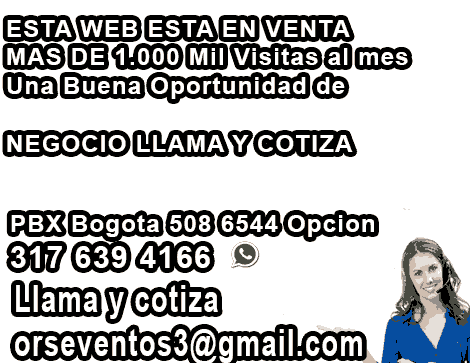 ESTA WEB ESTA EN VENTA
MAS DE 1.000 Mil Visitas al mes
Una Buena Oportunidad de
NEGOCIO LLAMA Y COTIZA
PBX Bogota 508 6544 Opcion
317 639 4166
Llama y cotiza
orseventos3@gmail.com